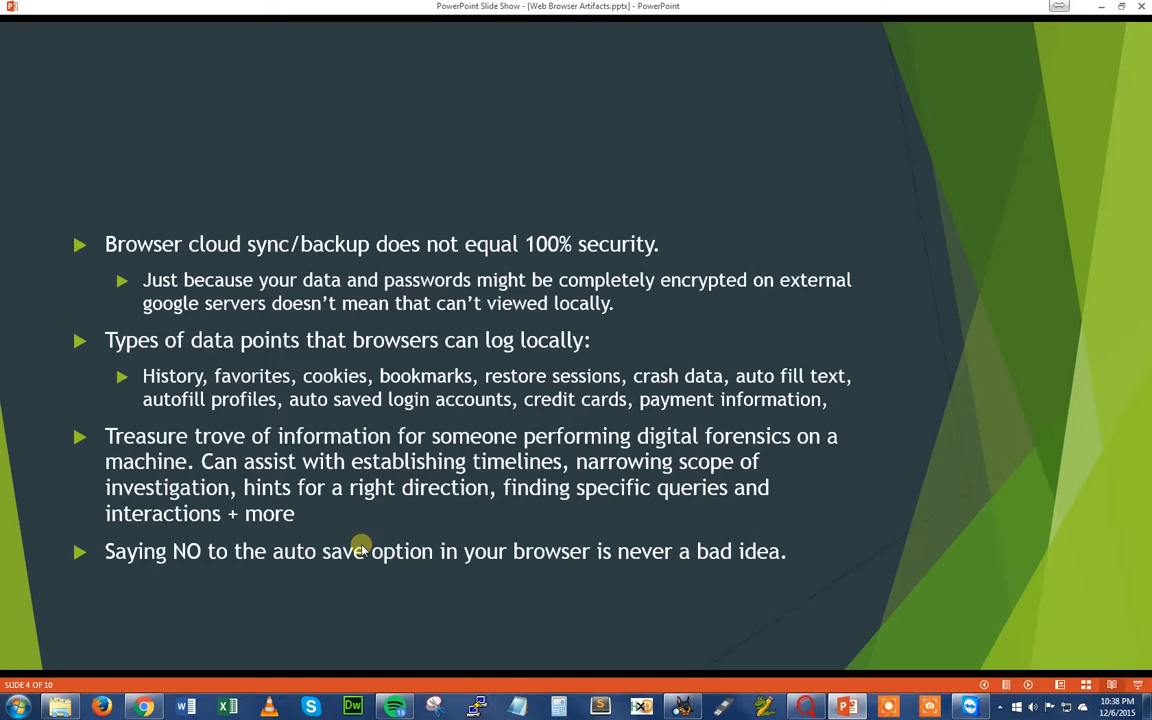 PowerPoint Slide Show - [Web Browser Artifacts.pptx] - PowerPoint
Browser cloud sync/backup does not equal 100% security.
Just because your data and passwords might be completely encrypted on external
google servers doesn't mean that can't viewed locally.
Types of data points that browsers can log locally:
History, favorites, cookies, bookmarks, restore sessions, crash data, auto fill text,
autofill profiles, auto saved login accounts, credit cards, payment information,
Treasure trove of information for someone performing digital forensics on a
machine. Can assist with establishing timelines, narrowing scope of
investigation, hints for a right direction, finding specific queries and
interactions + more
Saying NO to the auto save option in your browser is never a bad idea.
SLIDE 4 OF 10
Dw
15
10:38 PM
12/6/2015